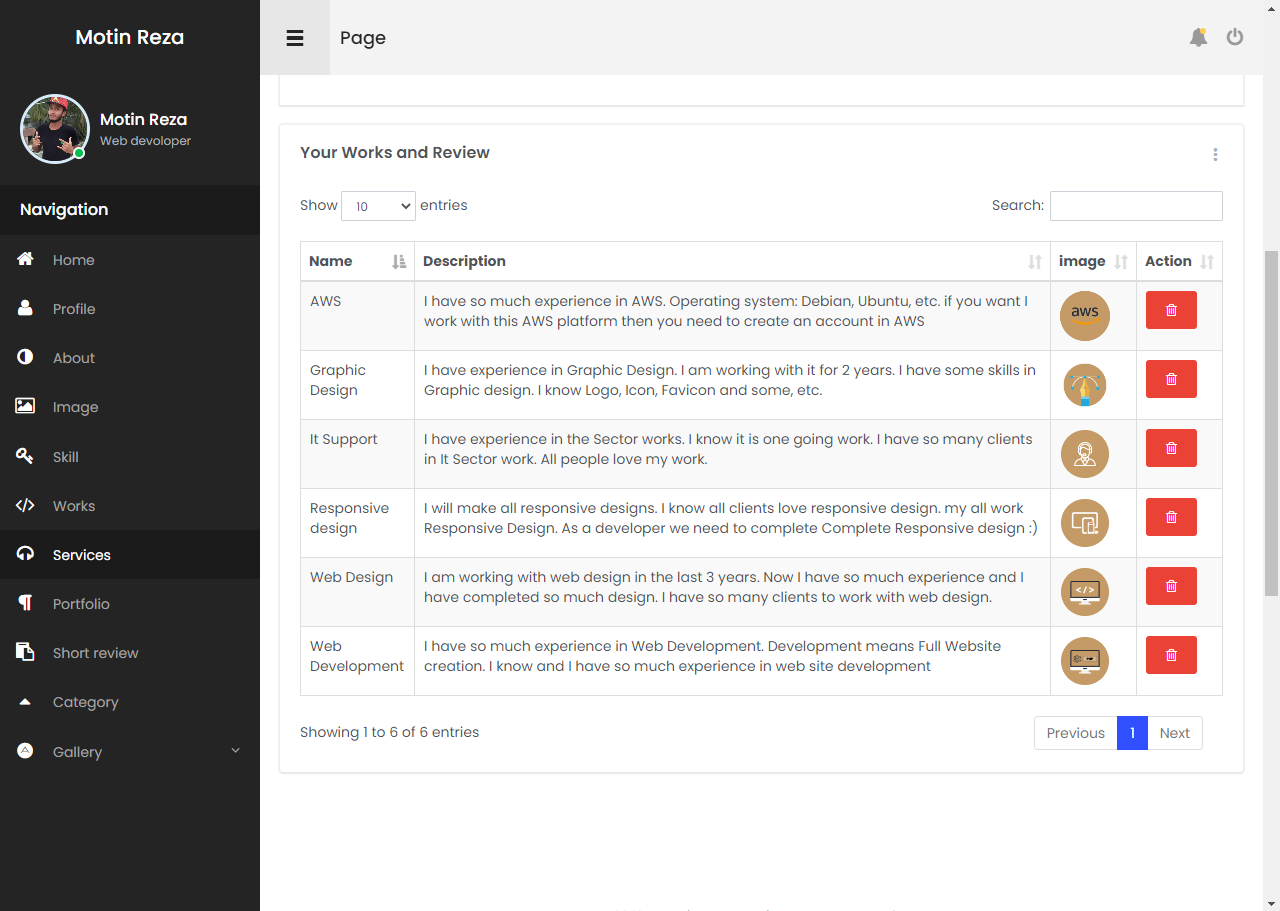 Motin Reza
Page
Motin Reza
Web devoloper
Navigation
Home
Profile
About
Image
Skill
Works
Services
Portfolio
Short review
Category
Gallery
Your Works and Review
Show 10 entries
Search:
Name Description image Action
AWS
I have so much experience in AWS. Operating system: Debian, Ubuntu, etc. if you want I
work with this AWS platform then you need to create an account in AWS
aws
Graphic
Design
I have experience in Graphic Design. I am working with it for 2 years. I have some skills in
Graphic design. I know Logo, Icon, Favicon and some, etc.
It Support
I have experience in the Sector works. I know it is one going work. I have so many clients
in It Sector work. All people love my work.
Responsive
design
I will make all responsive designs. I know all clients love responsive design. my all work
Responsive Design. As a developer we need to complete Complete Responsive design :)
Web Design
I am working with web design in the last 3 years. Now I have so much experience and I
have completed so much design. I have so many clients to work with web design.
Web
Development
I have so much experience in Web Development. Development means Full Website
creation. I know and I have so much experience in web site development
Showing 1 to 6 of 6 entries
Previous 1 Next